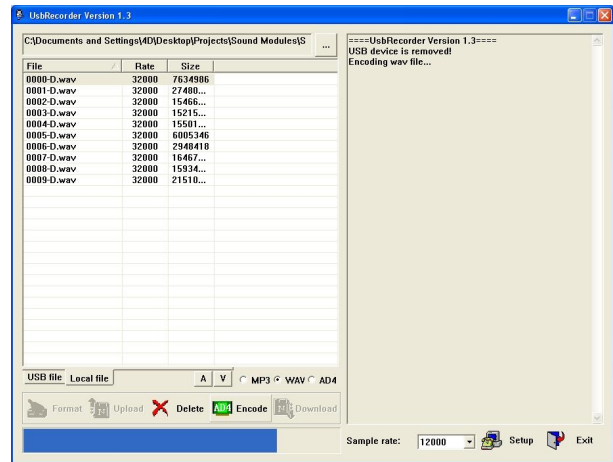 UsbRecorder Version 1.3
C:\Documents and Settings\4D\Desktop\Projects\Sound Modules\S
...
File Rate Size
0000-D.wav 32000 7634986
0001-D.wav 32000 27480...
0002-D.wav 32000 15466...
0003-D.wav 32000 15215...
0004-D.wav 32000 15501...
0005-D.wav 32000 6005346
0006-D.wav 32000 2948418
0007-D.wav 32000 16467...
0008-D.wav 32000 15934...
0009-D.wav 32000 21510...
USB file Local file A V MP3 WAV AD4
Format Upload Delete AD4 Encode Download
====UsbRecorder Version 1.3====
USB device is removed!
Encoding wav file...
Sample rate: 12000 Setup Exit